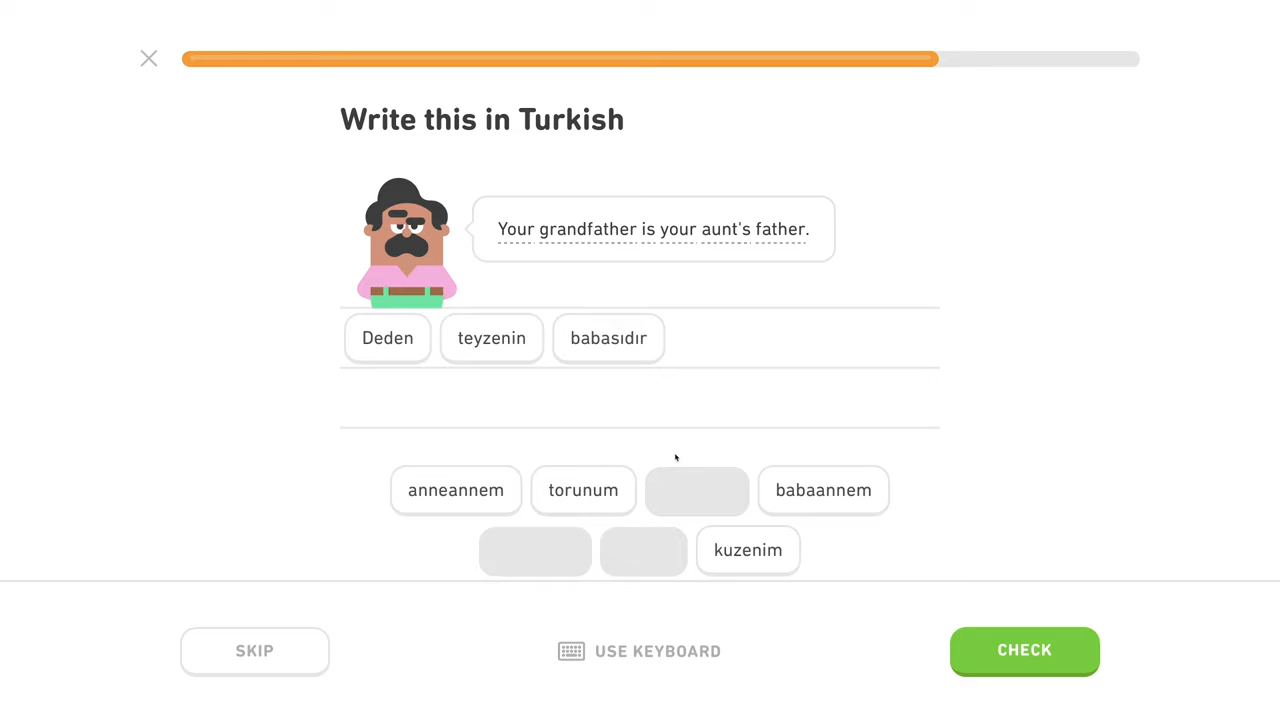 Write this in Turkish
Your grandfather is your aunt's father.
Deden teyzenin babasıdır
anneannem torunum babaannem
kuzenim
SKIP USE KEYBOARD CHECK